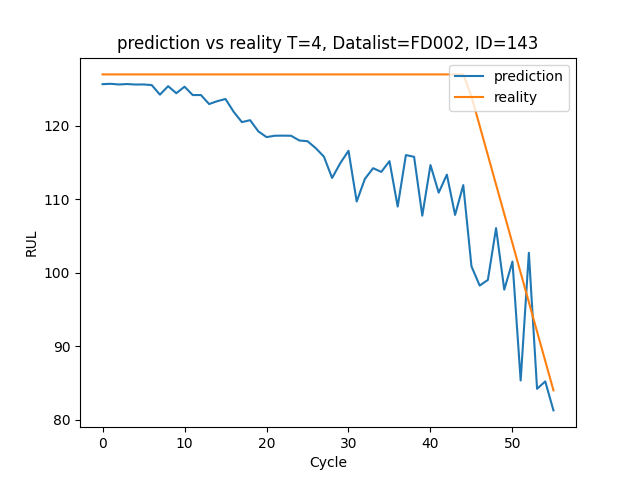 prediction vs reality T=4, Datalist=FD002, ID=143
prediction
reality
RUL
120
110
100
90
80
0 10 20 30 40 50
Cycle